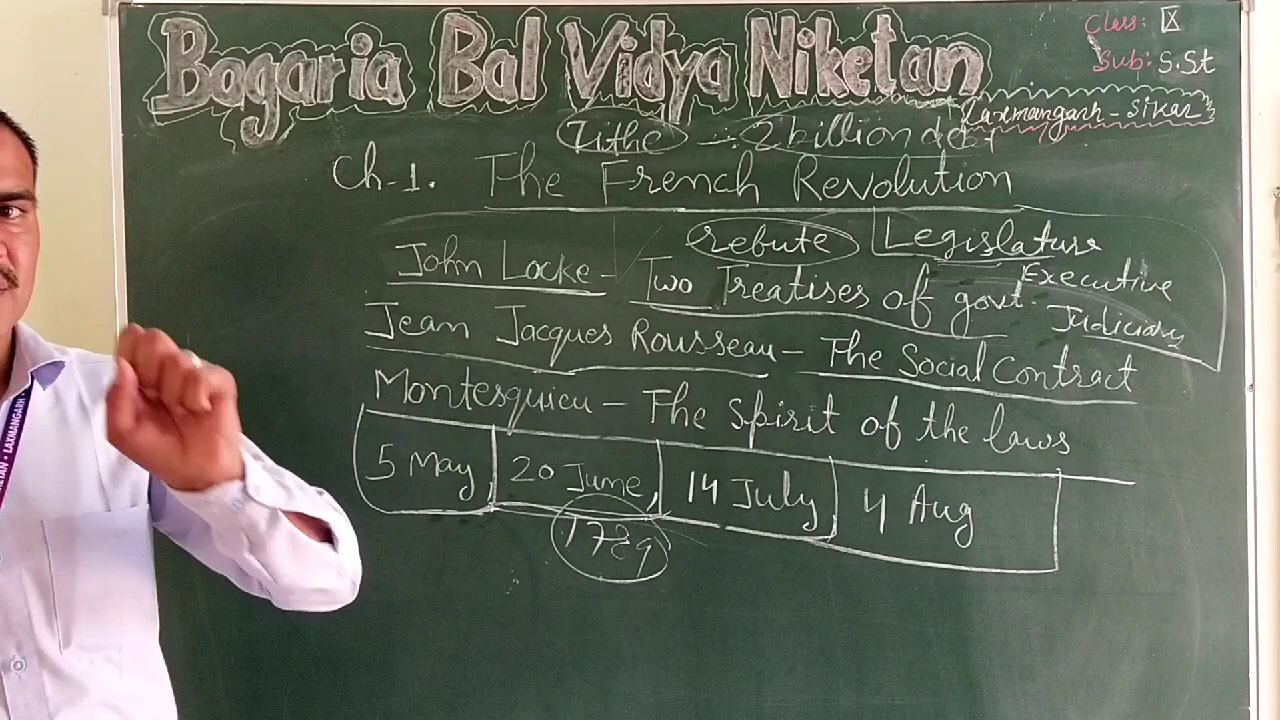 Bagaria Bal Vidya Niketan
Class: X
Sub: S.St
Laxmangarh - Sikar
Tithe ∴ 2 billion debt
Ch-1. The French Revolution
rebute Legislature
John Locke - Two Treatises of govt. Executive
Judiciary
Jean Jacques Rousseau - The Social Contract
Montesquieu - The spirit of the laws
5 May, 20 June, 14 July, 4 Aug
1789
LAXMANGARH